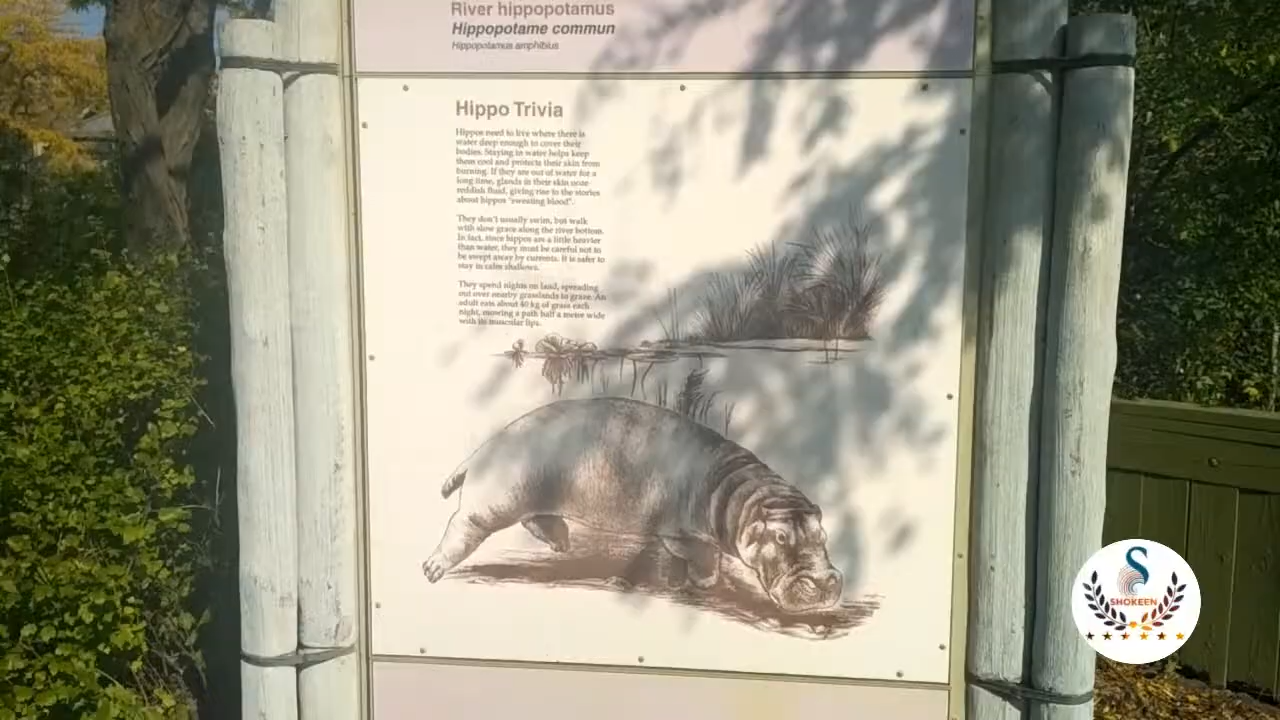 River hippopotamus
Hippopotame commun
Hippopotamus amphibius
Hippo Trivia
Hippos need to live where there is
water deep enough to cover their
bodies. Staying in water helps keep
them cool and protects their skin from
burning. If they are out of water for a
long time, glands in their skin ooze
reddish fluid, giving rise to the stories
about hippos "sweating blood".
They don't usually swim, but walk
with slow grace along the river bottom.
In fact, since hippos are a little heavier
than water, they must be careful not to
be swept away by currents. It is safer to
stay in calm shallows.
They spend nights on land, spreading
out over nearby grasslands to graze. An
adult eats about 40 kg of grass each
night, mowing a path half a metre wide
with its muscular lips.
SHOKEEN